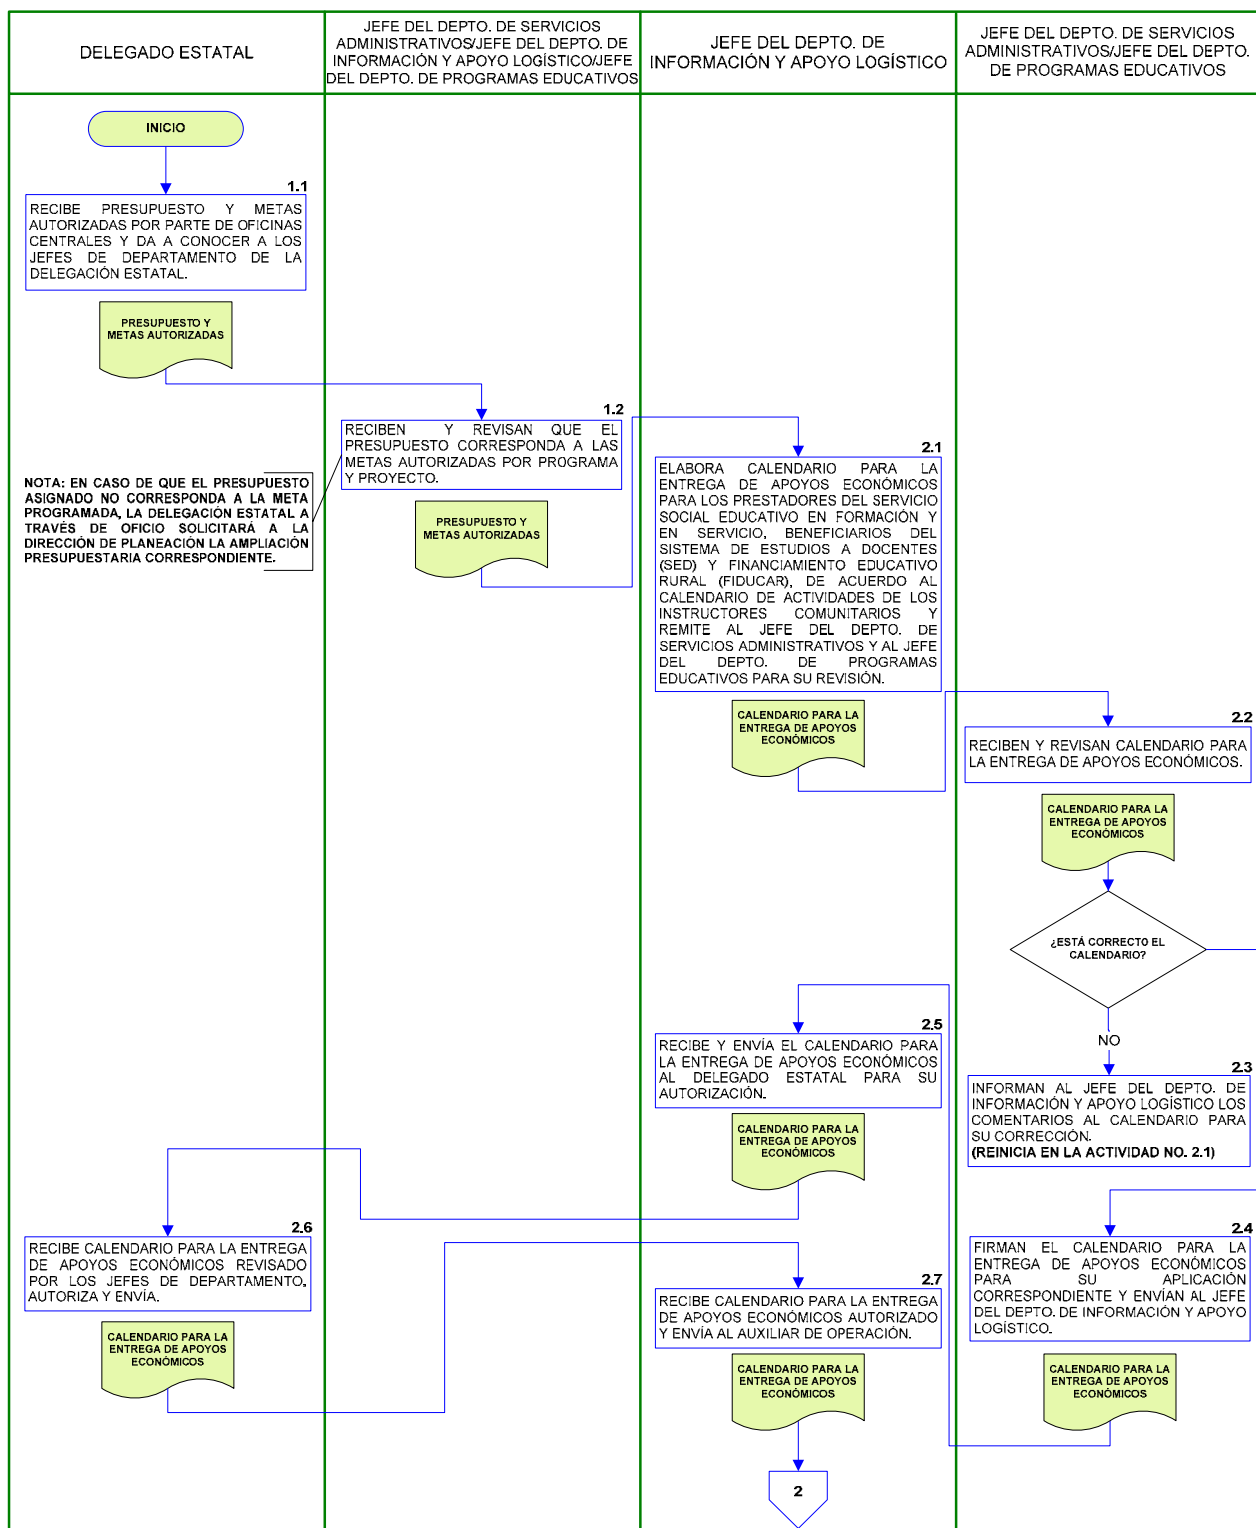 DELEGADO ESTATAL
JEFE DEL DEPTO. DE SERVICIOS
ADMINISTRATIVOS/JEFE DEL DEPTO. DE
INFORMACIÓN Y APOYO LOGÍSTICO/JEFE
DEL DEPTO. DE PROGRAMAS EDUCATIVOS
JEFE DEL DEPTO. DE
INFORMACIÓN Y APOYO LOGÍSTICO
JEFE DEL DEPTO. DE SERVICIOS
ADMINISTRATIVOS/JEFE DEL DEPTO.
DE PROGRAMAS EDUCATIVOS
INICIO
1.1
RECIBE PRESUPUESTO Y METAS
AUTORIZADAS POR PARTE DE OFICINAS
CENTRALES Y DA A CONOCER A LOS
JEFES DE DEPARTAMENTO DE LA
DELEGACIÓN ESTATAL.
PRESUPUESTO Y
METAS AUTORIZADAS
1.2
RECIBEN Y REVISAN QUE EL
PRESUPUESTO CORRESPONDA A LAS
METAS AUTORIZADAS POR PROGRAMA
Y PROYECTO.
NOTA: EN CASO DE QUE EL PRESUPUESTO
ASIGNADO NO CORRESPONDA A LA META
PROGRAMADA, LA DELEGACIÓN ESTATAL A
TRAVÉS DE OFICIO SOLICITARÁ A LA
DIRECCIÓN DE PLANEACIÓN LA AMPLIACIÓN
PRESUPUESTARIA CORRESPONDIENTE.
PRESUPUESTO Y
METAS AUTORIZADAS
2.1
ELABORA CALENDARIO PARA LA
ENTREGA DE APOYOS ECONÓMICOS
PARA LOS PRESTADORES DEL SERVICIO
SOCIAL EDUCATIVO EN FORMACIÓN Y
EN SERVICIO, BENEFICIARIOS DEL
SISTEMA DE ESTUDIOS A DOCENTES
(SED) Y FINANCIAMIENTO EDUCATIVO
RURAL (FIDUCAR), DE ACUERDO AL
CALENDARIO DE ACTIVIDADES DE LOS
INSTRUCTORES COMUNITARIOS Y
REMITE AL JEFE DEL DEPTO. DE
SERVICIOS ADMINISTRATIVOS Y AL JEFE
DEL DEPTO. DE PROGRAMAS
EDUCATIVOS PARA SU REVISIÓN.
CALENDARIO PARA LA
ENTREGA DE APOYOS
ECONÓMICOS
2.2
RECIBEN Y REVISAN CALENDARIO PARA
LA ENTREGA DE APOYOS ECONÓMICOS.
CALENDARIO PARA LA
ENTREGA DE APOYOS
ECONÓMICOS
¿ESTÁ CORRECTO EL
CALENDARIO?
NO
2.3
INFORMAN AL JEFE DEL DEPTO. DE
INFORMACIÓN Y APOYO LOGÍSTICO LOS
COMENTARIOS AL CALENDARIO PARA
SU CORRECCIÓN.
(REINICIA EN LA ACTIVIDAD NO. 2.1)
2.4
FIRMAN EL CALENDARIO PARA LA
ENTREGA DE APOYOS ECONÓMICOS
PARA SU APLICACIÓN
CORRESPONDIENTE Y ENVÍAN AL JEFE
DEL DEPTO. DE INFORMACIÓN Y APOYO
LOGÍSTICO.
CALENDARIO PARA LA
ENTREGA DE APOYOS
ECONÓMICOS
2.5
RECIBE Y ENVÍA EL CALENDARIO PARA
LA ENTREGA DE APOYOS ECONÓMICOS
AL DELEGADO ESTATAL PARA SU
AUTORIZACIÓN.
CALENDARIO PARA LA
ENTREGA DE APOYOS
ECONÓMICOS
2.6
RECIBE CALENDARIO PARA LA ENTREGA
DE APOYOS ECONÓMICOS REVISADO
POR LOS JEFES DE DEPARTAMENTO,
AUTORIZA Y ENVÍA.
CALENDARIO PARA LA
ENTREGA DE APOYOS
ECONÓMICOS
2.7
RECIBE CALENDARIO PARA LA ENTREGA
DE APOYOS ECONÓMICOS AUTORIZADO
Y ENVÍA AL AUXILIAR DE OPERACIÓN.
CALENDARIO PARA LA
ENTREGA DE APOYOS
ECONÓMICOS
2